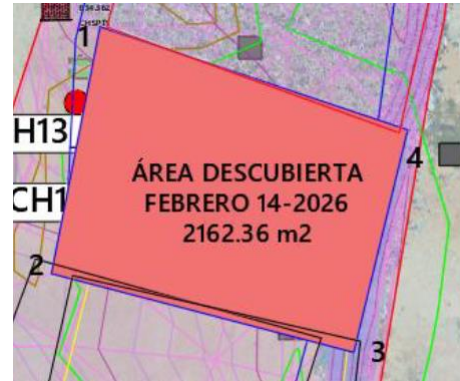 1
H13
ÁREA DESCUBIERTA
FEBRERO 14-2026
2162.36 m2
4
CH1
2
3